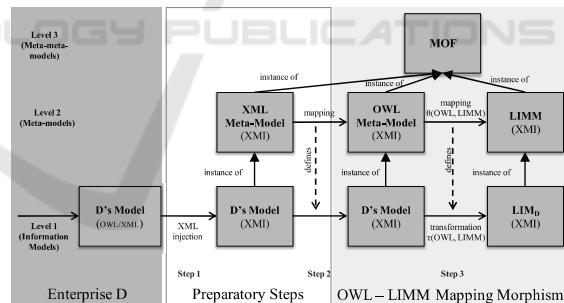 OLOGY PUBLICATIONS
Level 3
(Meta-meta-
models)
MOF
instance of
instance of
instance of
Level 2
(Meta-models)
XML
Meta-Model
(XMI)
mapping
OWL
Meta-Model
(XMI)
mapping
θ(OWL, LIMM)
LIMM
(XMI)
instance of
defines
instance of
defines
instance of
Level 1
(Information
Models)
D's Model
(OWL/XML)
XML
injection
D's Model
(XMI)
D's Model
(XMI)
transformation
τ(OWL, LIMM)
LIM_D
(XMI)
Step 1
Step 2
Step 3
Enterprise D
Preparatory Steps
OWL – LIMM Mapping Morphism